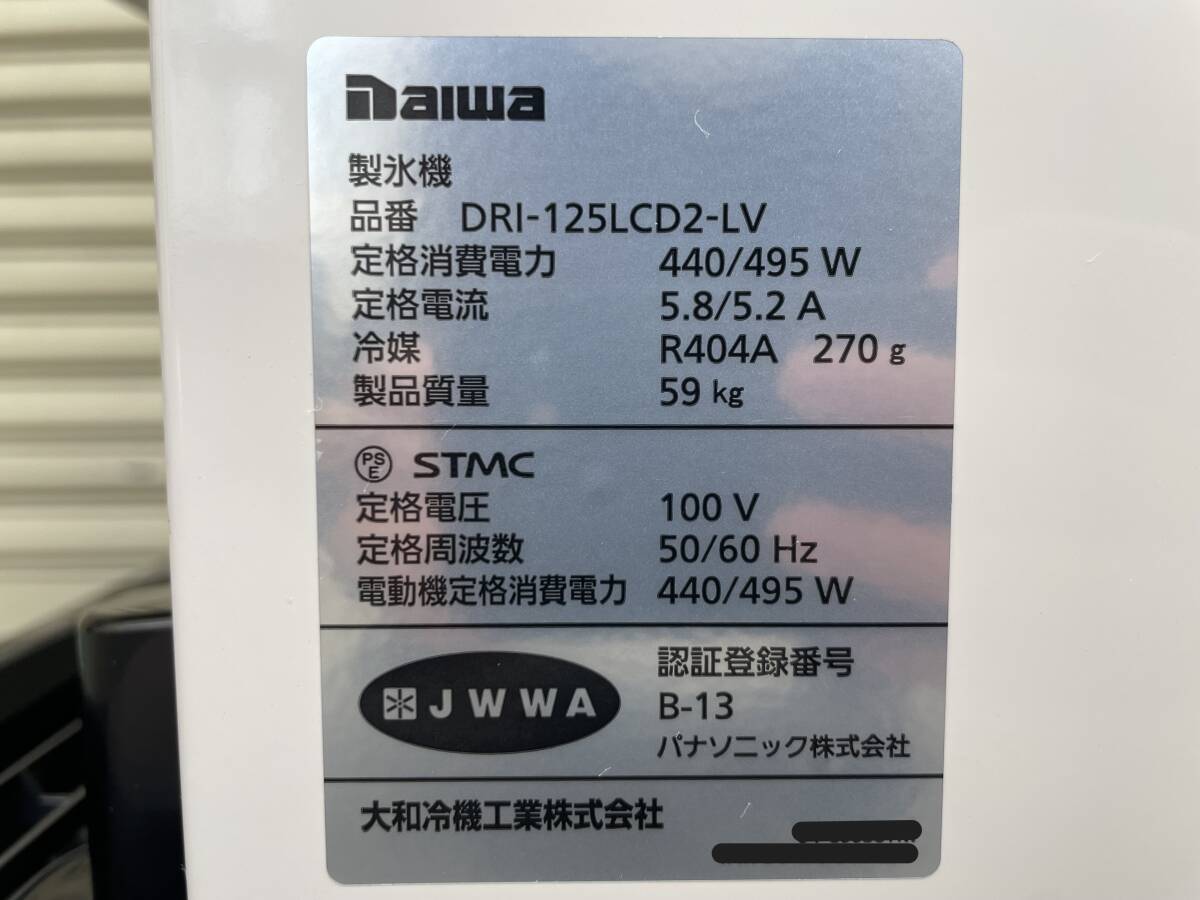 Daiwa
製氷機
品番 DRI-125LCD2-LV
定格消費電力 440/495 W
定格電流 5.8/5.2 A
冷媒 R404A 270 g
製品質量 59 kg
PSE STMC
定格電圧 100 V
定格周波数 50/60 Hz
電動機定格消費電力 440/495 W
JWWA
認証登録番号
B-13
パナソニック株式会社
大和冷機工業株式会社